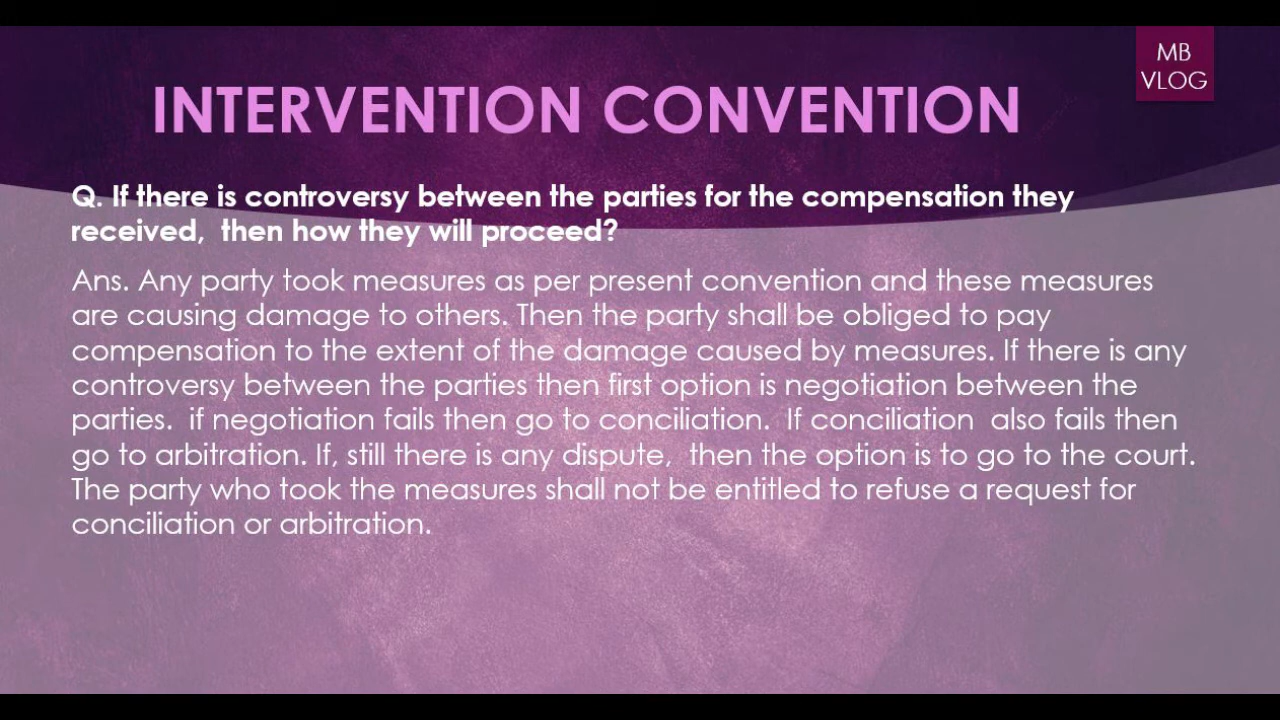 MB
VLOG
INTERVENTION CONVENTION
Q. If there is controversy between the parties for the compensation they
received,  then how they will proceed?
Ans. Any party took measures as per present convention and these measures
are causing damage to others. Then the party shall be obliged to pay
compensation to the extent of the damage caused by measures. If there is any
controversy between the parties then first option is negotiation between the
parties.  if negotiation fails then go to conciliation.  If conciliation  also fails then
go to arbitration. If, still there is any dispute,  then the option is to go to the court.
The party who took the measures shall not be entitled to refuse a request for
conciliation or arbitration.